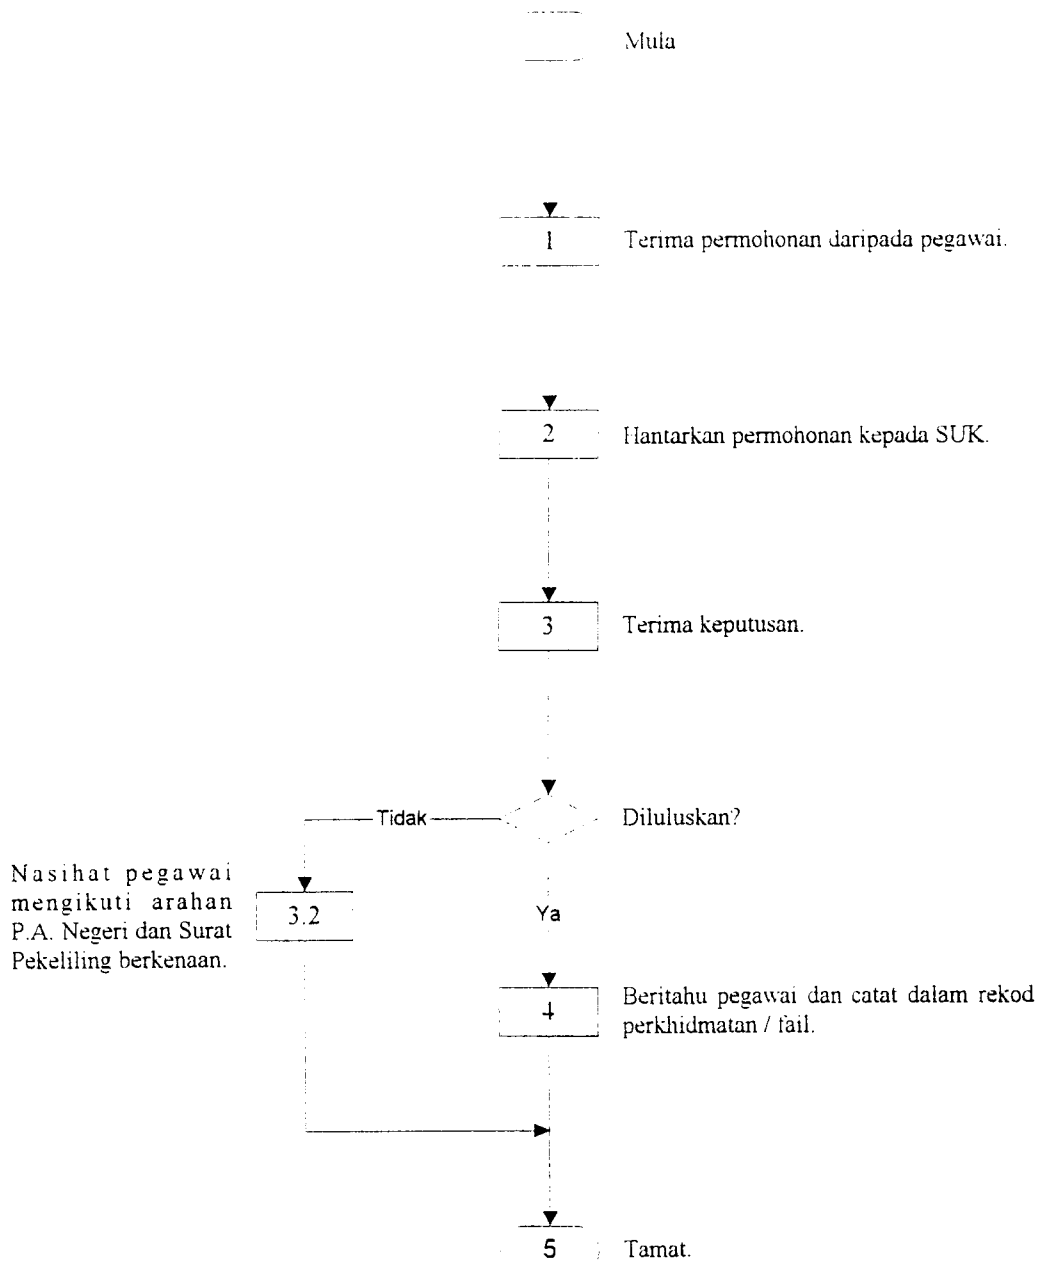 Mula
1
Terima permohonan daripada pegawai.
2
Hantarkan permohonan kepada SUK.
3
Terima keputusan.
Tidak
Diluluskan?
Nasihat pegawai
mengikuti arahan
P.A. Negeri dan Surat
Pekeliling berkenaan.
3.2
Ya
4
Beritahu pegawai dan catat dalam rekod
perkhidmatan / fail.
5
Tamat.